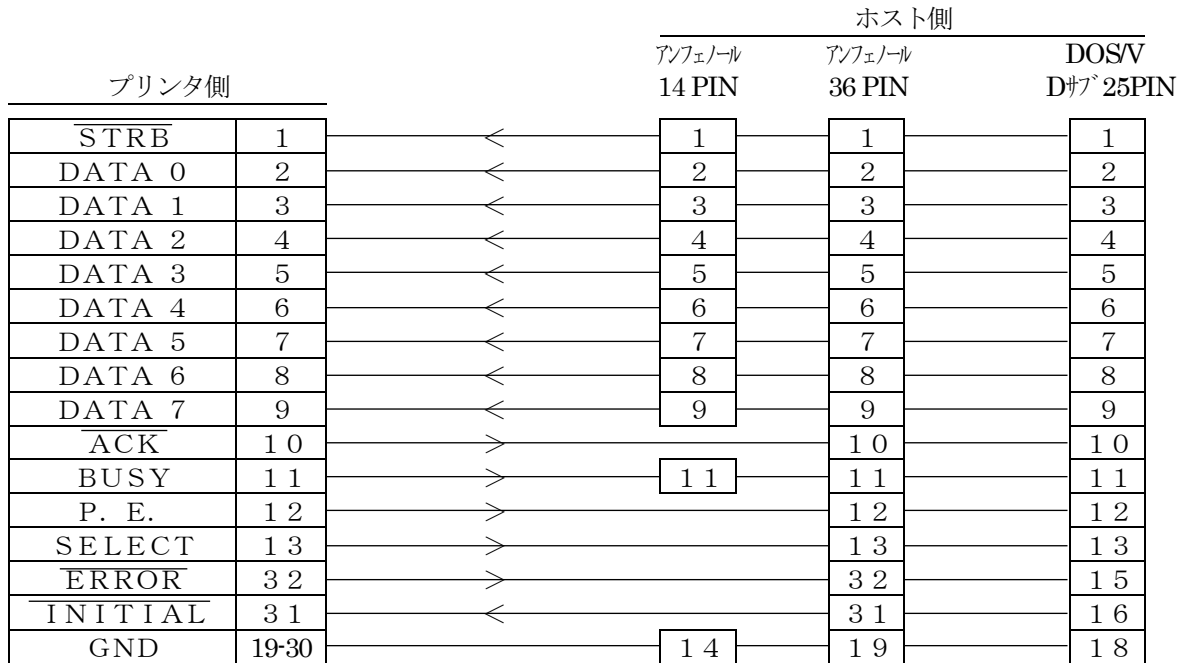 ホスト側
アンフェノール アンフェノール DOS/V
プリンタ側 14 PIN 36 PIN Dサブ 25PIN
STRB 1 1 1 1
DATA 0 2 2 2 2
DATA 1 3 3 3 3
DATA 2 4 4 4 4
DATA 3 5 5 5 5
DATA 4 6 6 6 6
DATA 5 7 7 7 7
DATA 6 8 8 8 8
DATA 7 9 9 9 9
ACK 10 10 10
BUSY 11 11 11 11
P. E. 12 12 12
SELECT 13 13 13
ERROR 32 32 15
INITIAL 31 31 16
GND 19-30 14 19 18